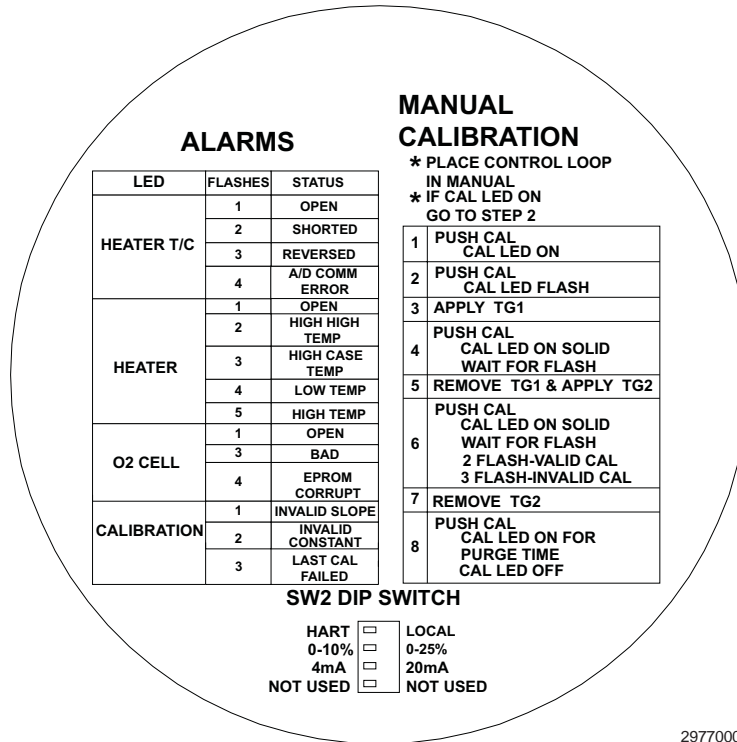 ALARMS
LED FLASHES STATUS
HEATER T/C
1 OPEN
2 SHORTED
3 REVERSED
4 A/D COMM
ERROR
HEATER
1 OPEN
2 HIGH HIGH
TEMP
3 HIGH CASE
TEMP
4 LOW TEMP
5 HIGH TEMP
O2 CELL
1 OPEN
3 BAD
4 EPROM
CORRUPT
CALIBRATION
1 INVALID SLOPE
2 INVALID
CONSTANT
3 LAST CAL
FAILED
MANUAL
CALIBRATION
* PLACE CONTROL LOOP
IN MANUAL
* IF CAL LED ON
GO TO STEP 2
1 PUSH CAL
CAL LED ON
2 PUSH CAL
CAL LED FLASH
3 APPLY TG1
4 PUSH CAL
CAL LED ON SOLID
WAIT FOR FLASH
5 REMOVE TG1 & APPLY TG2
6 PUSH CAL
CAL LED ON SOLID
WAIT FOR FLASH
2 FLASH-VALID CAL
3 FLASH-INVALID CAL
7 REMOVE TG2
8 PUSH CAL
CAL LED ON FOR
PURGE TIME
CAL LED OFF
SW2 DIP SWITCH
HART LOCAL
0-10% 0-25%
4mA 20mA
NOT USED NOT USED
2977000